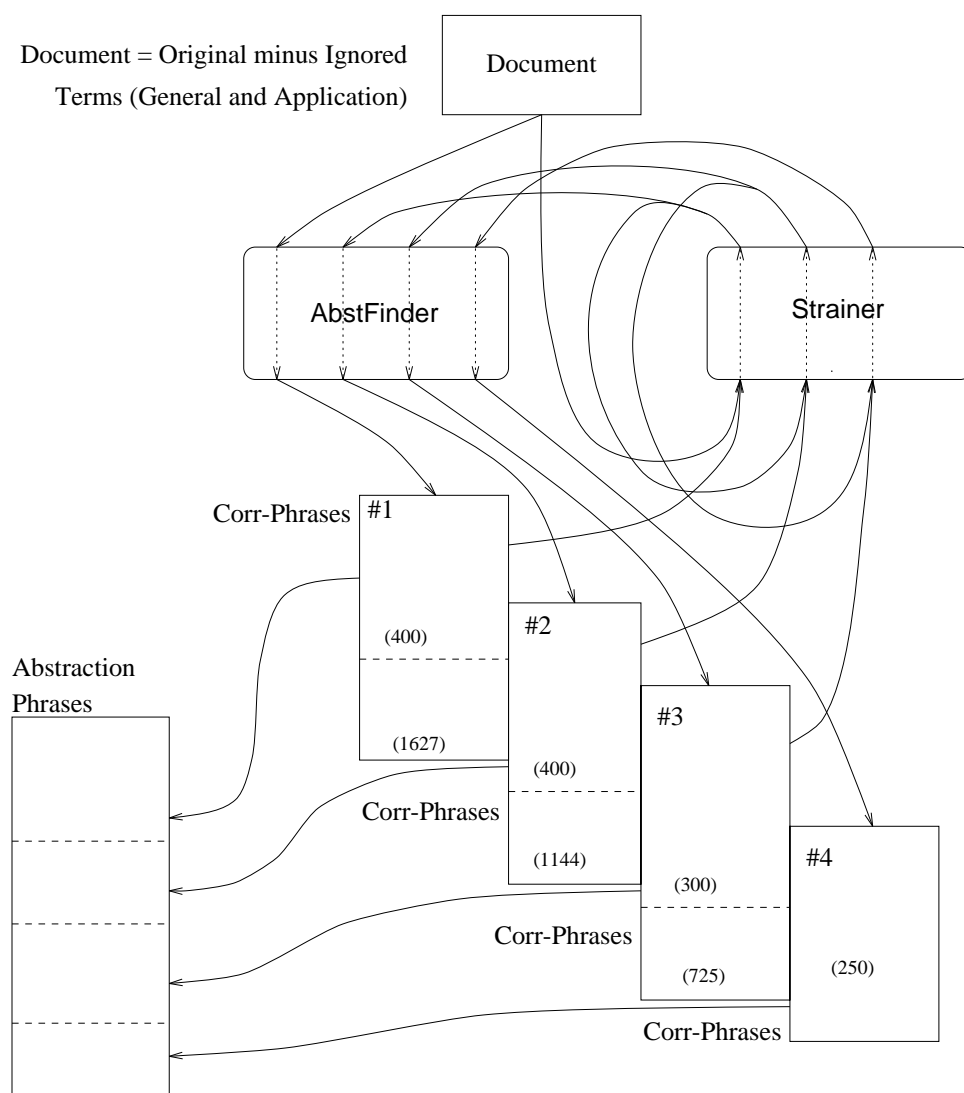 Document = Original minus Ignored
Terms (General and Application)
Document
AbstFinder
Strainer
Corr-Phrases
#1
(400)
(1627)
#2
(400)
(1144)
Corr-Phrases
#3
(300)
(725)
Corr-Phrases
#4
(250)
Corr-Phrases
Abstraction
Phrases